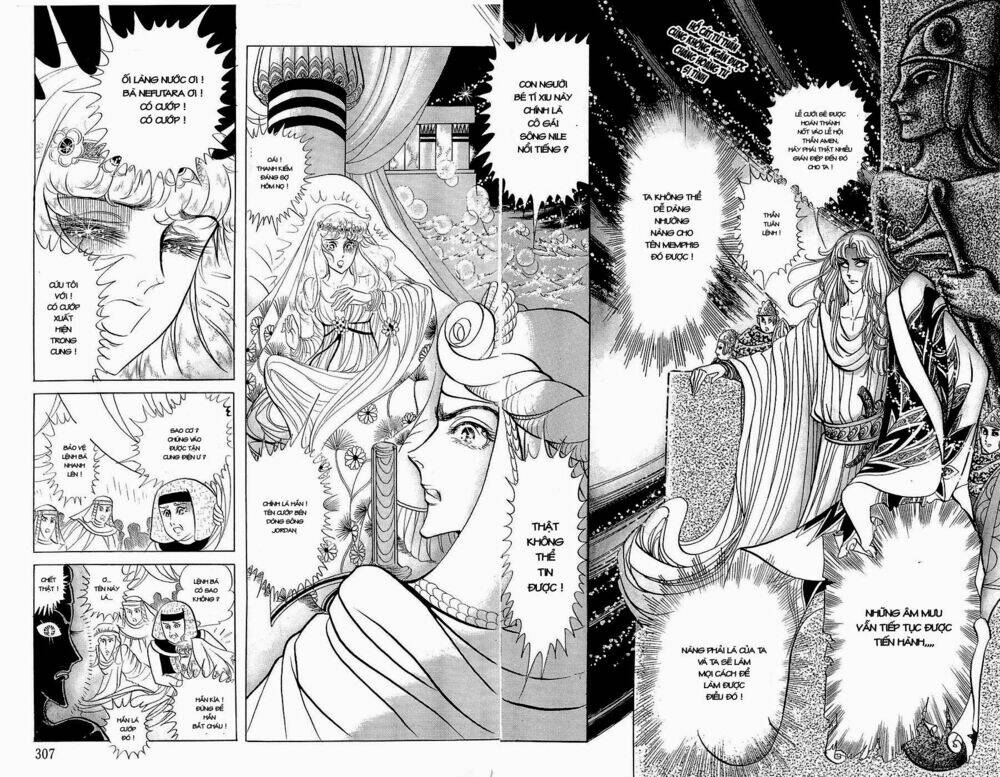 LỄ CƯỚI SẼ ĐƯỢC
HOÀN THÀNH
NỐT VÀO LỄ HỘI
THẦN AMEN,
HÃY PHÁI THẬT NHIỀU
GIÁN ĐIỆP ĐẾN ĐÓ
CHO TA !
THẦN
TUÂN
LỆNH !
TA KHÔNG THỂ
DỄ DÀNG
NHƯỜNG
NÀNG CHO
TÊN MEMPHIS
ĐÓ ĐƯỢC !
NHỮNG ÂM MƯU
VẪN TIẾP TỤC ĐƯỢC
TIẾN HÀNH,,,,
NÀNG PHẢI LÀ CỦA TA
VÀ TA SẼ LÀM
MỌI CÁCH ĐỂ
LÀM ĐƯỢC
ĐIỀU ĐÓ !
CON NGƯỜI
BÉ TÍ XIU NÀY
CHÍNH LÀ
CÔ GÁI
SÔNG NILE
NỔI TIẾNG ?
OÁI !
THANH KIẾM
ĐÁNG SỢ
HÔM NỌ !
THẬT
KHÔNG
THỂ
TIN
ĐƯỢC !
CHÍNH LÀ HẮN !
TÊN CƯỚP BÊN
DÒNG SÔNG
JORDAN
ỐI LÀNG NƯỚC ƠI !
BÀ NEFUTARA ƠI !
CÓ CƯỚP !
CÓ CƯỚP !
CỨU TÔI
VỚI !
CÓ CƯỚP
XUẤT
HIỆN
TRONG
CUNG !
SAO CƠ ?
CHÚNG VÀO
ĐƯỢC TẬN
CUNG ĐIỆN Ư ?
BẢO VỆ
LỆNH BÀ
NHANH
LÊN !
LỆNH BÀ
CÓ SAO
KHÔNG ?
Ơ...
TÊN NÀY
LÀ...
CHẾT
THẬT !
HẮN KÌA !
ĐỪNG ĐỂ
HẮN
BẮT CHÁU !
HẮN LÀ
CƯỚP ĐÓ !
307